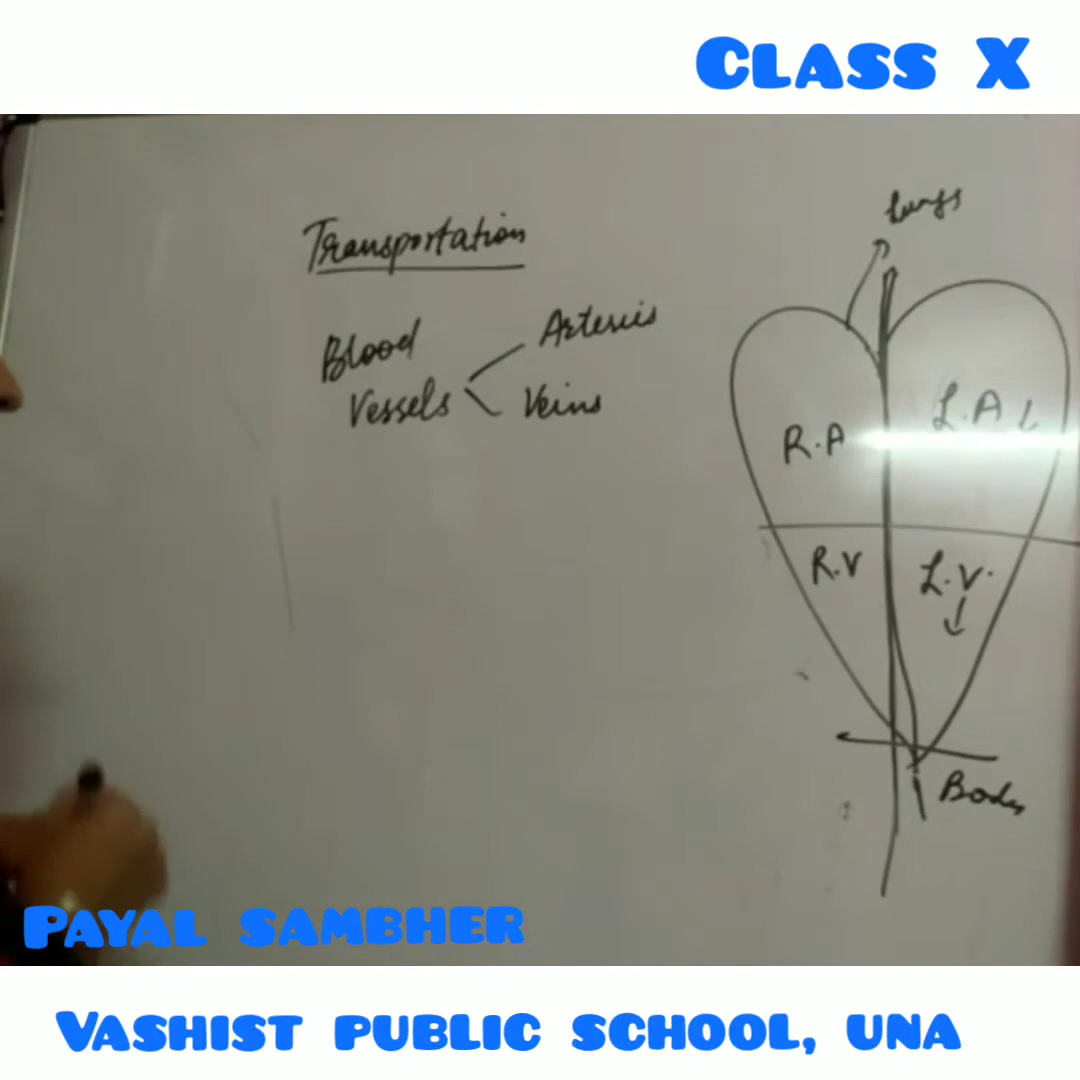 CLASS X
Transportation
Blood
Vessels
Arteries
Veins
lungs
R.A
L.A
R.V
L.V.
Body
PAYAL SAMBHER
VASHIST PUBLIC SCHOOL, UNA